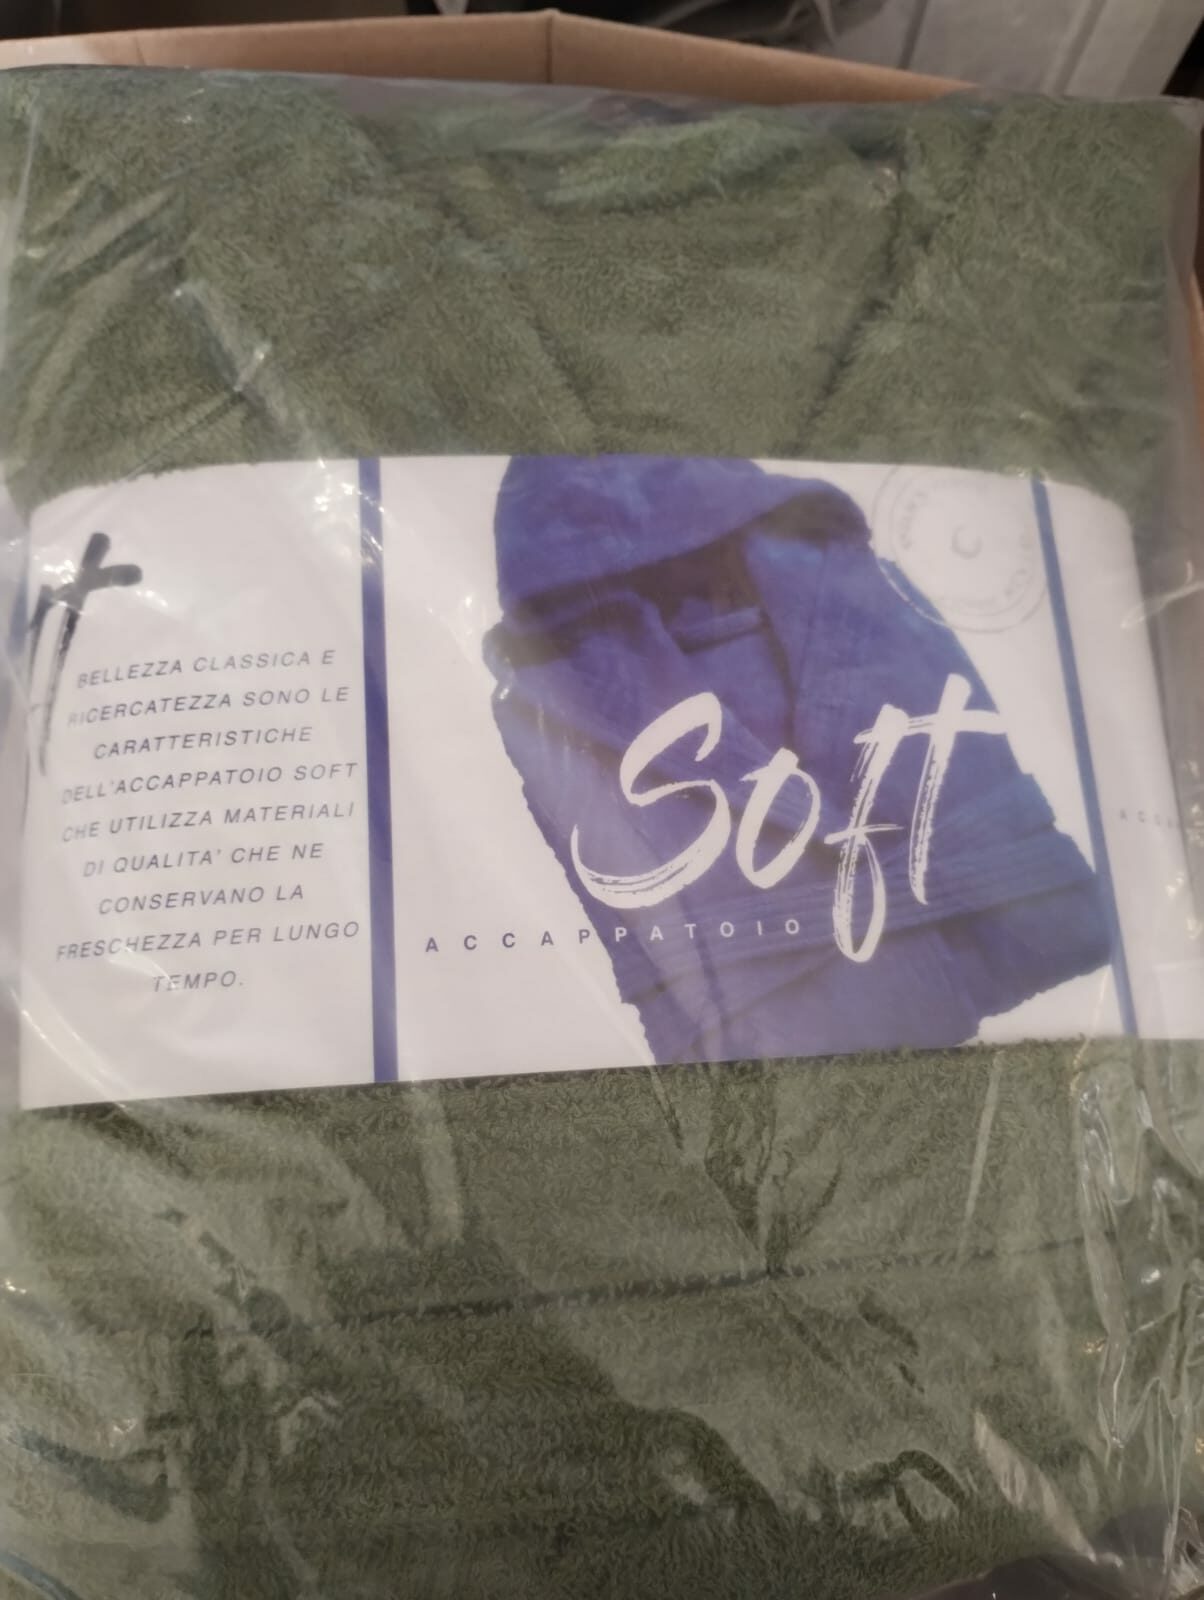 BELLEZZA CLASSICA E
RICERCATEZZA SONO LE
CARATTERISTICHE
DELL'ACCAPPATOIO SOFT
CHE UTILIZZA MATERIALI
DI QUALITA' CHE NE
CONSERVANO LA
FRESCHEZZA PER LUNGO
TEMPO.
Soft
ACCAPPATOIO